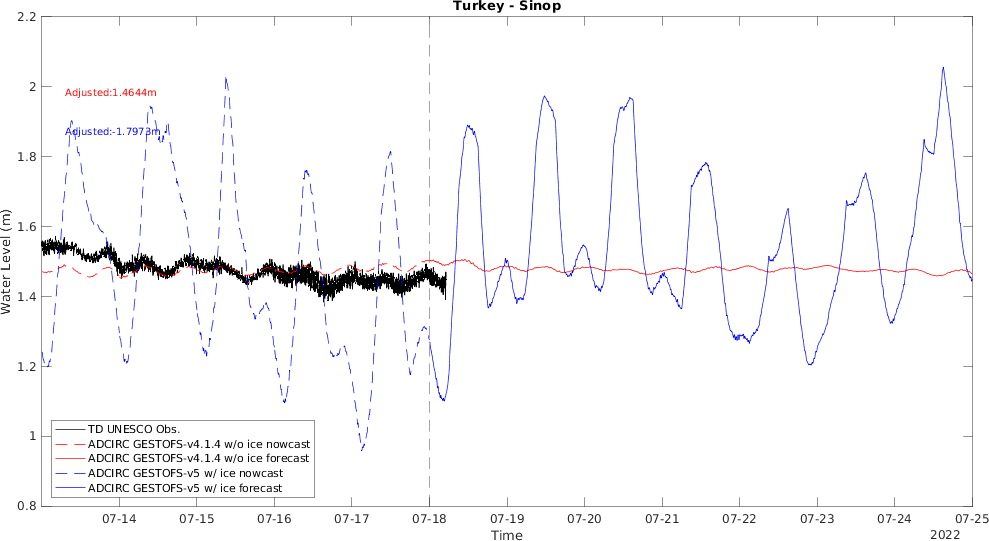 Turkey - Sinop
2.2
2
1.8
1.6
1.4
1.2
1
0.8
Water Level (m)
Adjusted:1.4644m
Adjusted:-1.7973m
TD UNESCO Obs.
ADCIRC GESTOFS-v4.1.4 w/o ice nowcast
ADCIRC GESTOFS-v4.1.4 w/o ice forecast
ADCIRC GESTOFS-v5 w/ ice nowcast
ADCIRC GESTOFS-v5 w/ ice forecast
07-14 07-15 07-16 07-17 07-18 07-19 07-20 07-21 07-22 07-23 07-24 07-25
Time
2022